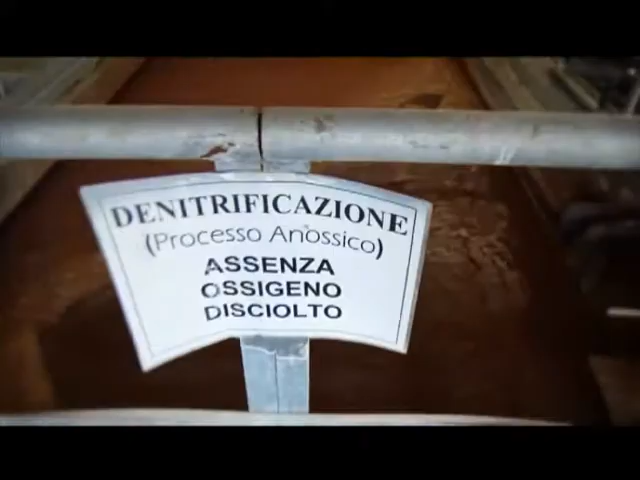 DENITRIFICAZIONE
(Processo Anossico)
ASSENZA
OSSIGENO
DISCIOLTO